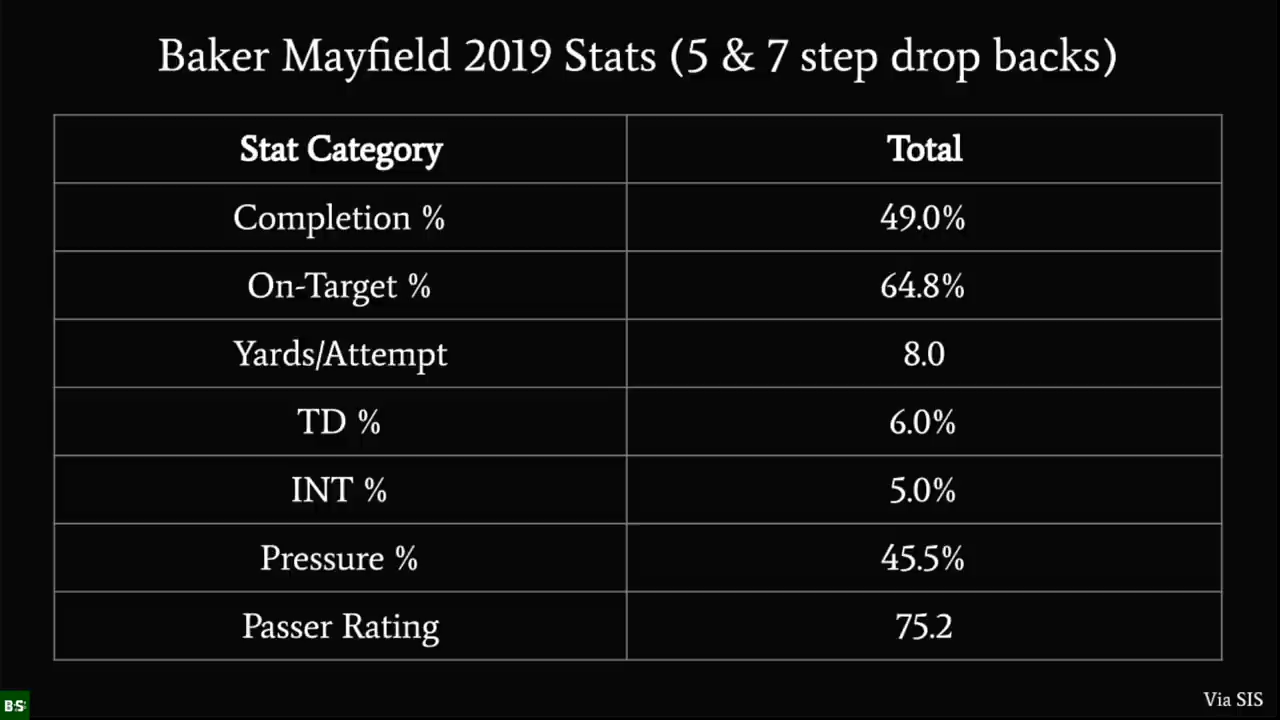 Baker Mayfield 2019 Stats (5 & 7 step drop backs)
Stat Category Total
Completion % 49.0%
On-Target % 64.8%
Yards/Attempt 8.0
TD % 6.0%
INT % 5.0%
Pressure % 45.5%
Passer Rating 75.2
B·S
Via SIS